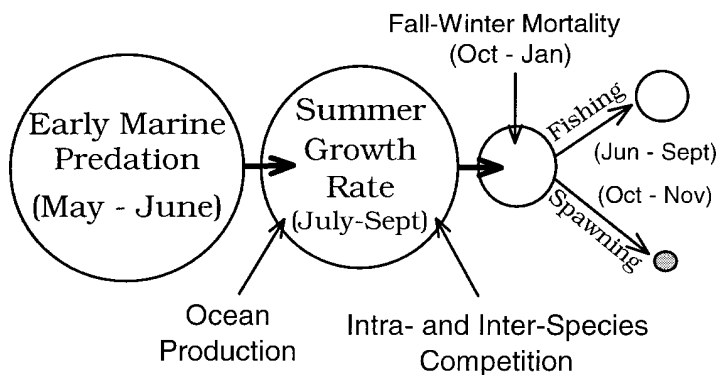 Fall-Winter Mortality
(Oct - Jan)
Early Marine
Predation
(May - June)
Summer
Growth
Rate
(July-Sept)
Fishing
(Jun - Sept)
(Oct - Nov)
Spawning
Ocean
Production
Intra- and Inter-Species
Competition